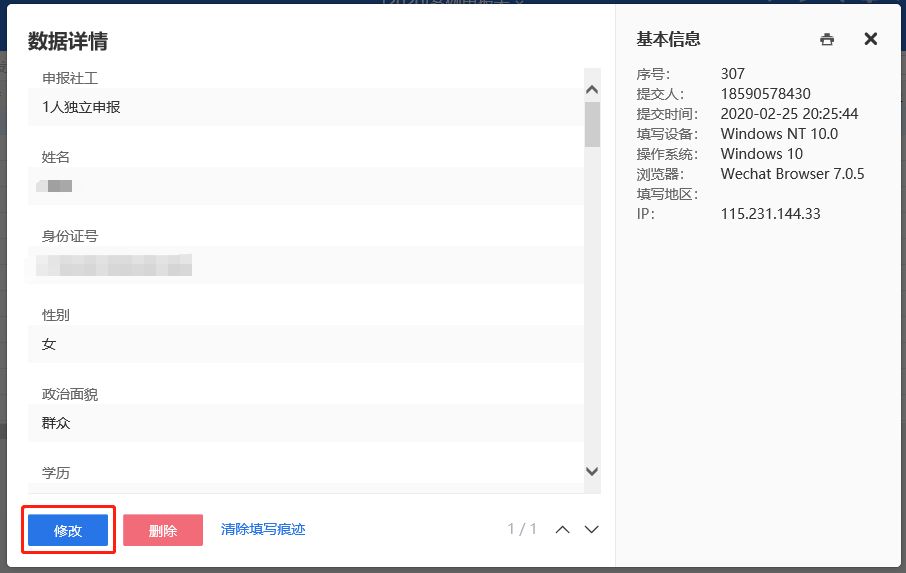 数据详情
申报社工
1人独立申报
姓名
身份证号
性别
女
政治面貌
群众
学历
修改
删除
清除填写痕迹
1 / 1
基本信息
序号： 307
提交人： 18590578430
提交时间： 2020-02-25 20:25:44
填写设备： Windows NT 10.0
操作系统： Windows 10
浏览器： Wechat Browser 7.0.5
填写地区：
IP： 115.231.144.33